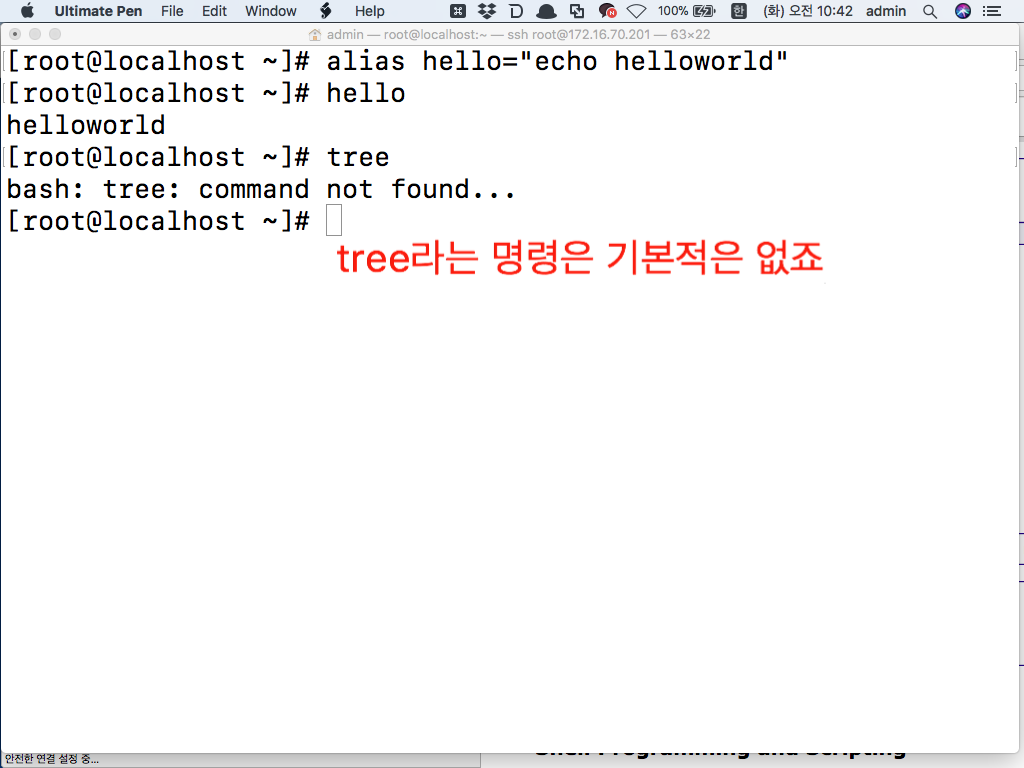 Ultimate Pen File Edit Window Help 100% 한 (화) 오전 10:42 admin
admin — root@localhost:~ — ssh root@172.16.70.201 — 63×22
[root@localhost ~]# alias hello="echo helloworld"
[root@localhost ~]# hello
helloworld
[root@localhost ~]# tree
bash: tree: command not found...
[root@localhost ~]#
tree라는 명령은 기본적은 없죠
안전한 연결 설정 중...
Shell Programming and Scripting